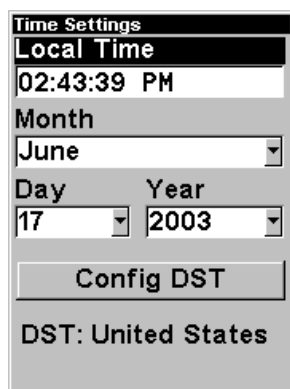 Time Settings
Local Time
02:43:39 PM
Month
June
Day Year
17 2003
Config DST
DST: United States